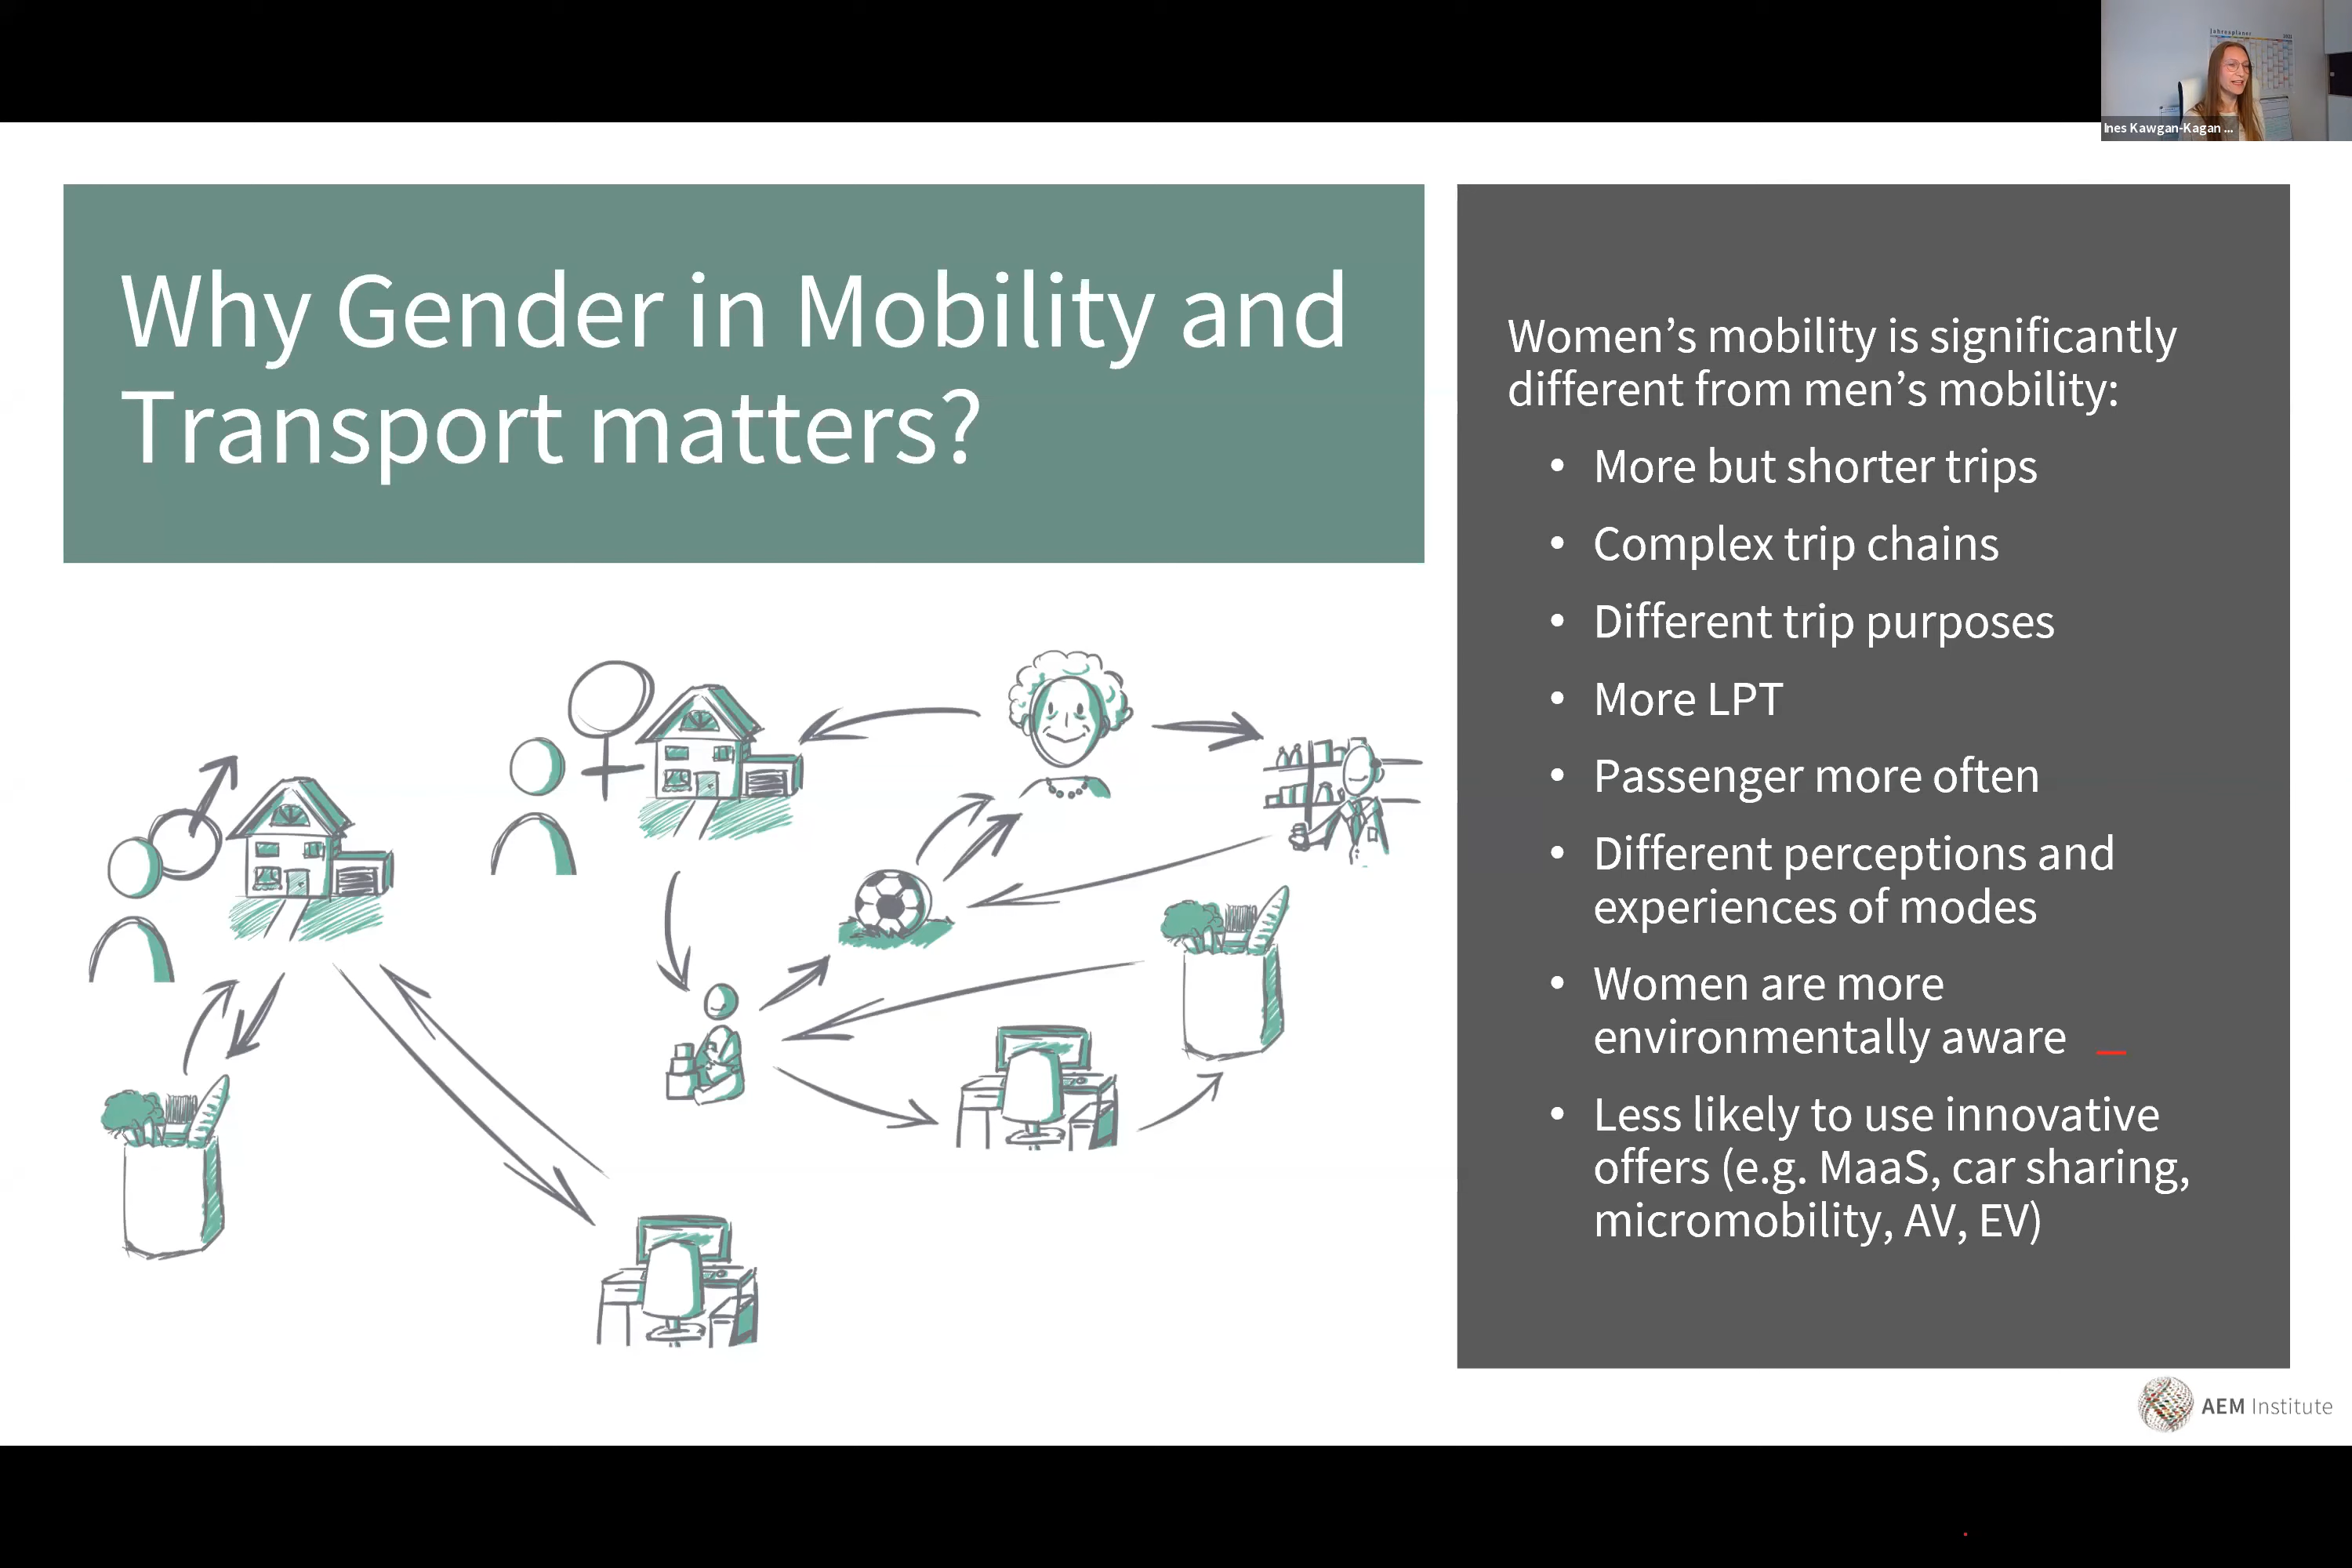 jahresplaner
Ines Kawgan-Kagan ...
Why Gender in Mobility and
Transport matters?
Women’s mobility is significantly
different from men’s mobility:
• More but shorter trips
• Complex trip chains
• Different trip purposes
• More LPT
• Passenger more often
• Different perceptions and
experiences of modes
• Women are more
environmentally aware
• Less likely to use innovative
offers (e.g. MaaS, car sharing,
micromobility, AV, EV)
AEM Institute